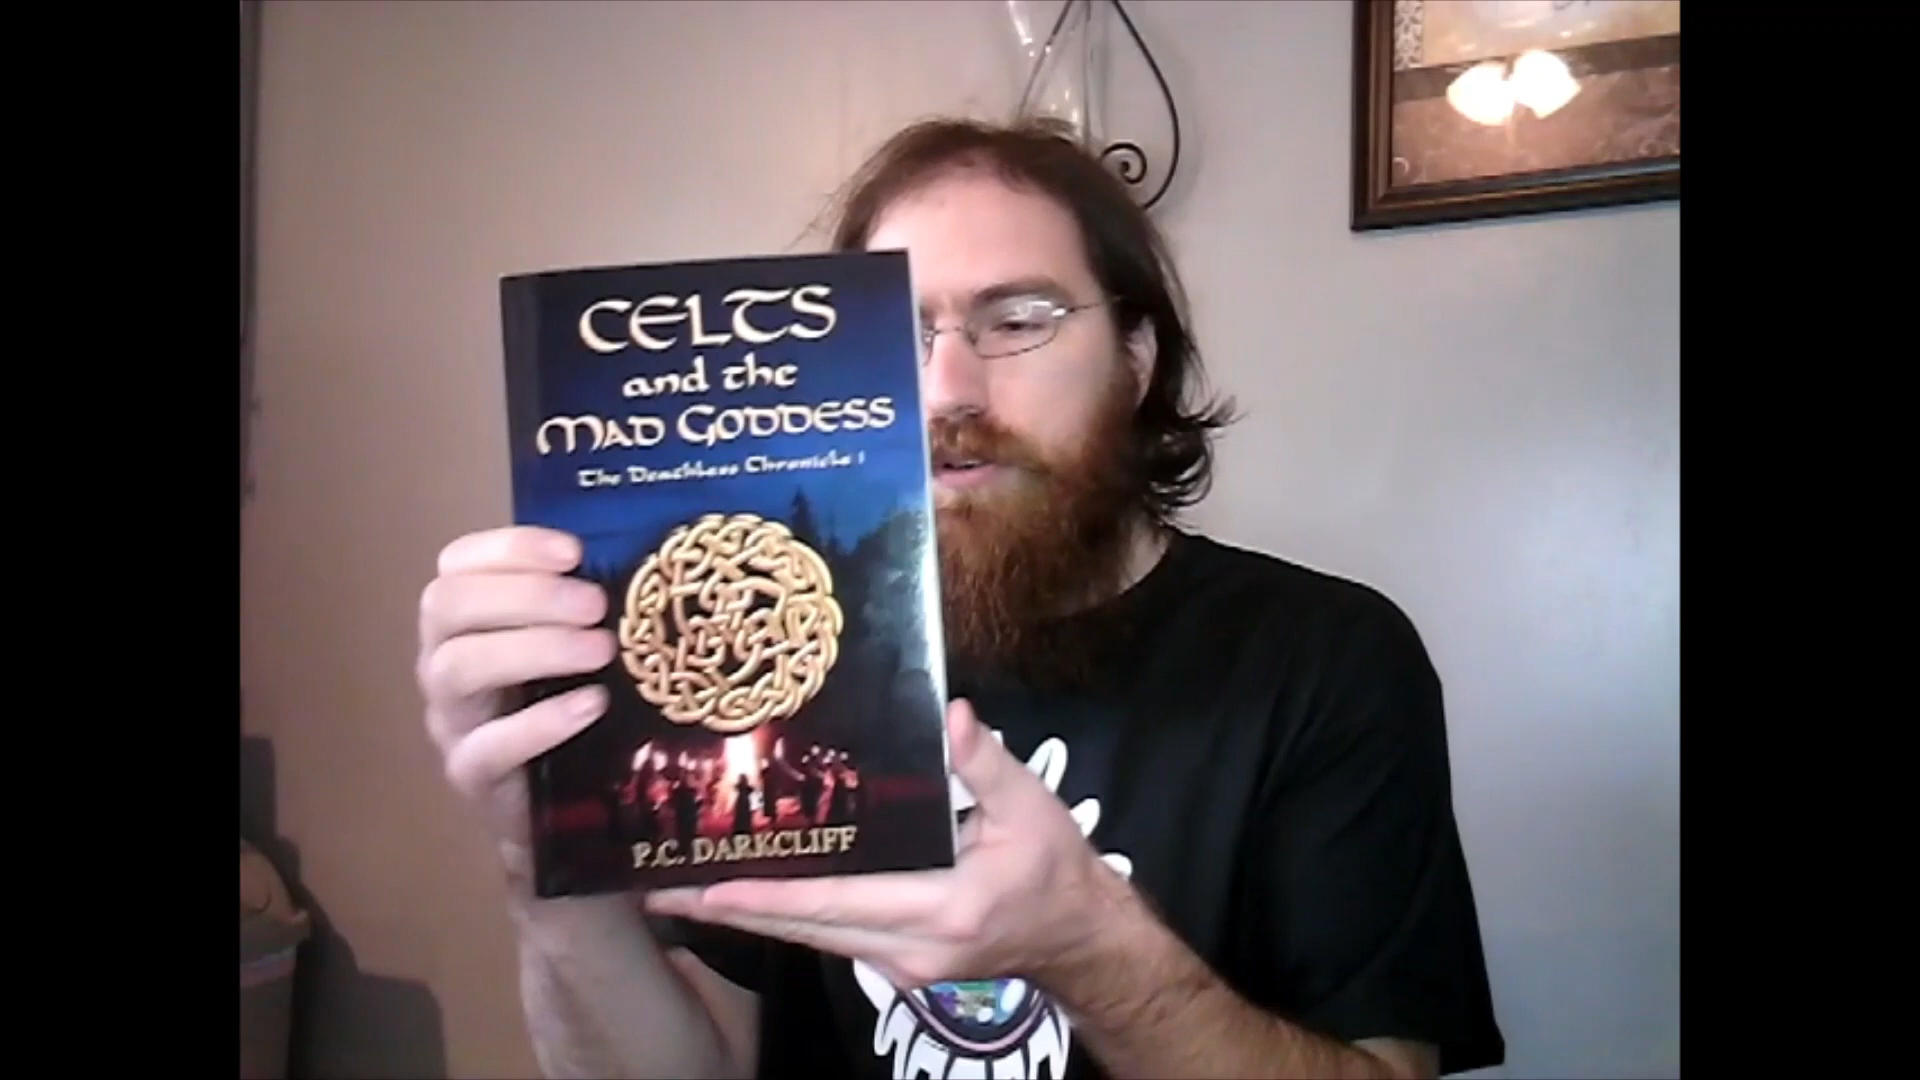 CELTS
and the
MAD GODDESS
The Deathless Chronicle 1
P.C. DARKCLIFF